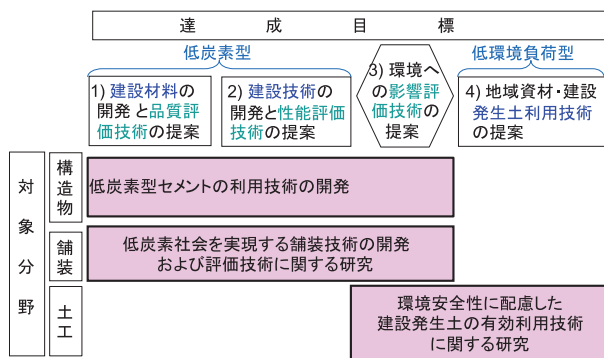 達成目標
低炭素型
低環境負荷型
1) 建設材料の
開発と品質評
価技術の提案
2) 建設技術の
開発と性能評価
技術の提案
3) 環境へ
の影響評
価技術の
提案
4) 地域資材・建設
発生土利用技術
の提案
対象分野
構造物
低炭素型セメントの利用技術の開発
舗装
低炭素社会を実現する舗装技術の開発
および評価技術に関する研究
土工
環境安全性に配慮した
建設発生土の有効利用技術
に関する研究